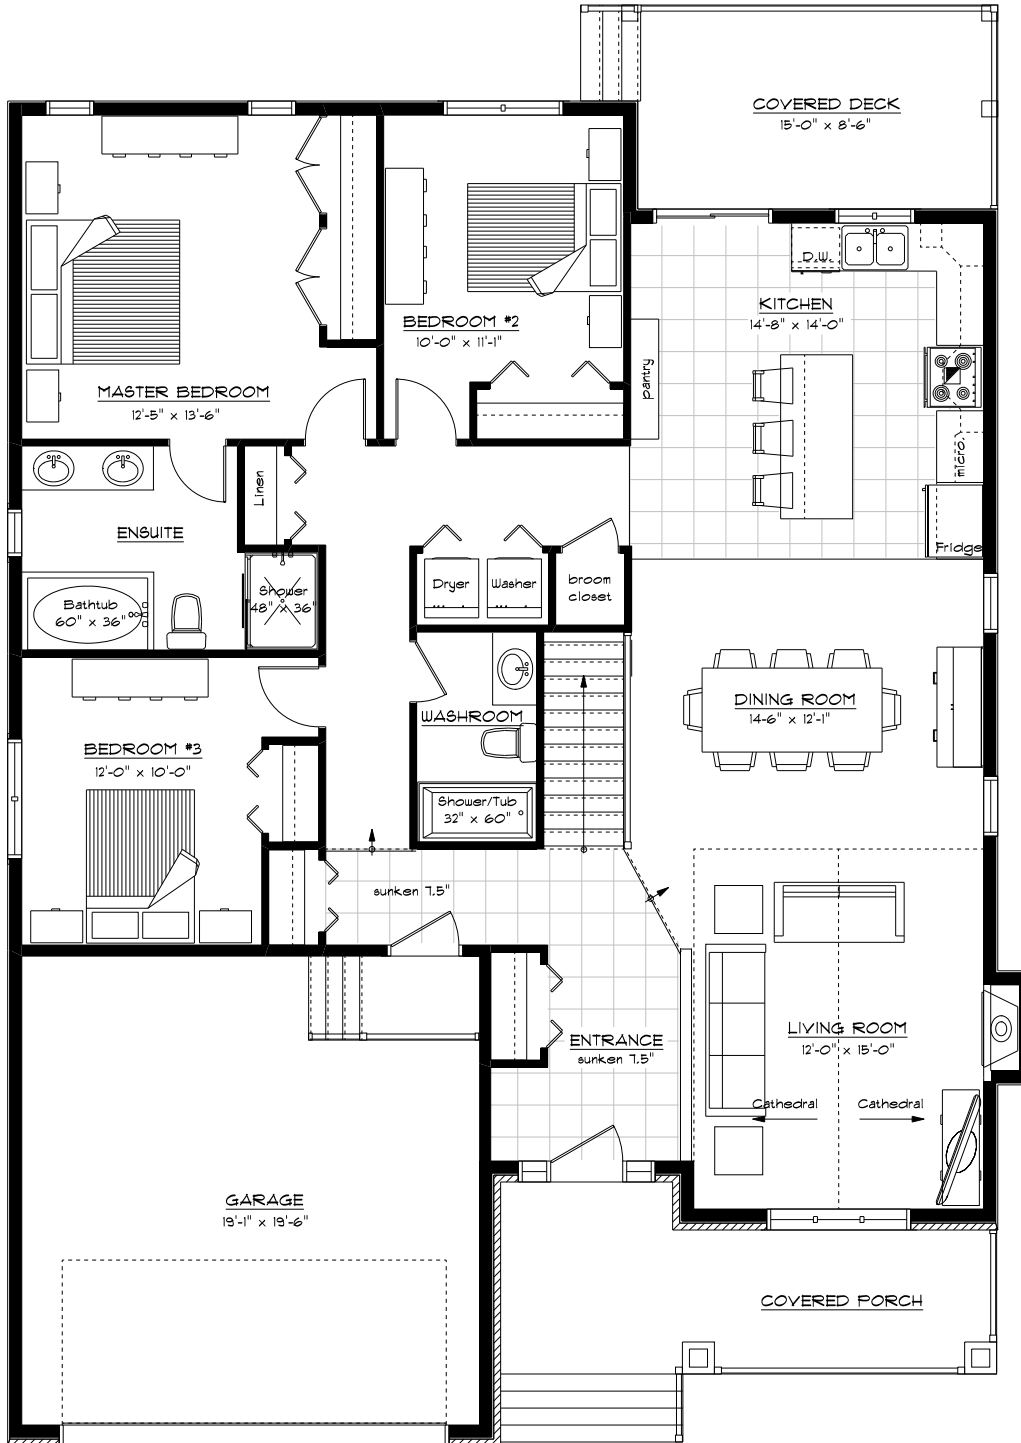 COVERED DECK
15'-0" x 8'-6"
D.W.
KITCHEN
14'-8" x 14'-0"
BEDROOM #2
10'-0" x 11'-1"
pantry
MASTER BEDROOM
12'-5" x 13'-6"
micro.
Linen
ENSUITE
Fridge
Dryer
Washer
broom
closet
Shower
48" x 36"
Bathtub
60" x 36"
DINING ROOM
14-6" x 12'-1"
WASHROOM
BEDROOM #3
12'-0" x 10'-0"
Shower/Tub
32" x 60"
sunken 7.5"
LIVING ROOM
12'-0" x 15'-0"
ENTRANCE
sunken 7.5"
Cathedral
Cathedral
GARAGE
19'-1" x 19'-6"
COVERED PORCH